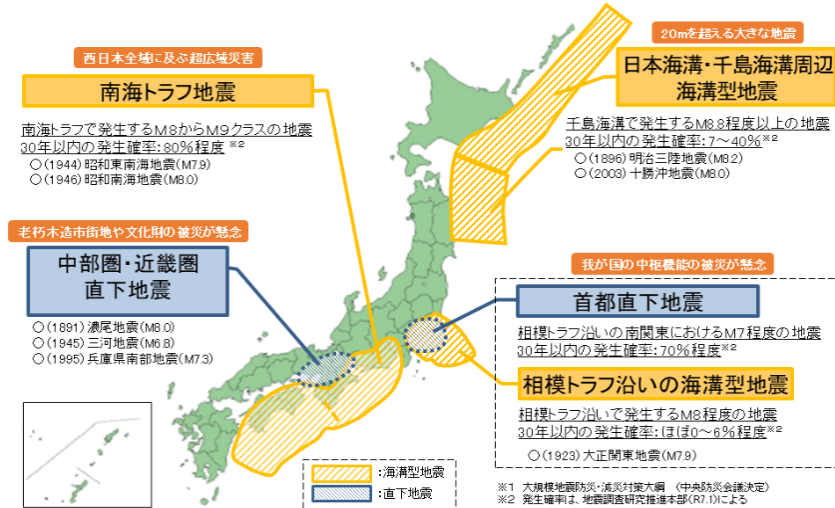 西日本全域に及ぶ超広域災害
南海トラフ地震
南海トラフで発生するM8からM9クラスの地震
30年以内の発生確率:80%程度 ※2
〇(1944)昭和東南海地震(M7.9)
〇(1946)昭和南海地震(M8.0)
20mを超える大きな地震
日本海溝・千島海溝周辺
海溝型地震
千島海溝で発生するM8.8程度以上の地震
30年以内の発生確率:7~40%※2
〇(1896)明治三陸地震(M8.2)
〇(2003)十勝沖地震(M8.0)
老朽木造市街地や文化財の被災が懸念
中部圏・近畿圏
直下地震
〇(1891)濃尾地震(M8.0)
〇(1945)三河地震(M6.8)
〇(1995)兵庫県南部地震(M7.3)
我が国の中枢機能の被災が懸念
首都直下地震
相模トラフ沿いの南関東におけるM7程度の地震
30年以内の発生確率:70%程度※2
相模トラフ沿いの海溝型地震
相模トラフ沿いで発生するM8程度の地震
30年以内の発生確率:ほぼ0~6%程度※2
〇(1923)大正関東地震(M7.9)
:海溝型地震
:直下地震
※1 大規模地震防災・減災対策大綱 (中央防災会議決定)
※2 発生確率は、地震調査研究推進本部(R7.1)による